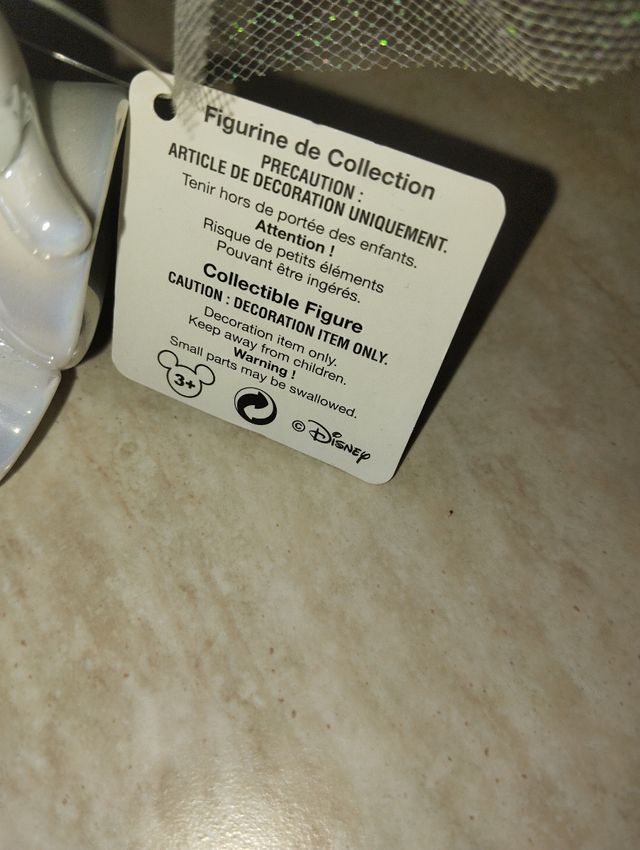 Figurine de Collection
PRECAUTION :
ARTICLE DE DECORATION UNIQUEMENT.
Tenir hors de portée des enfants.
Attention !
Risque de petits éléments
Pouvant être ingérés.
Collectible Figure
CAUTION : DECORATION ITEM ONLY.
Decoration item only.
Keep away from children.
Warning !
Small parts may be swallowed.
3+
© Disney